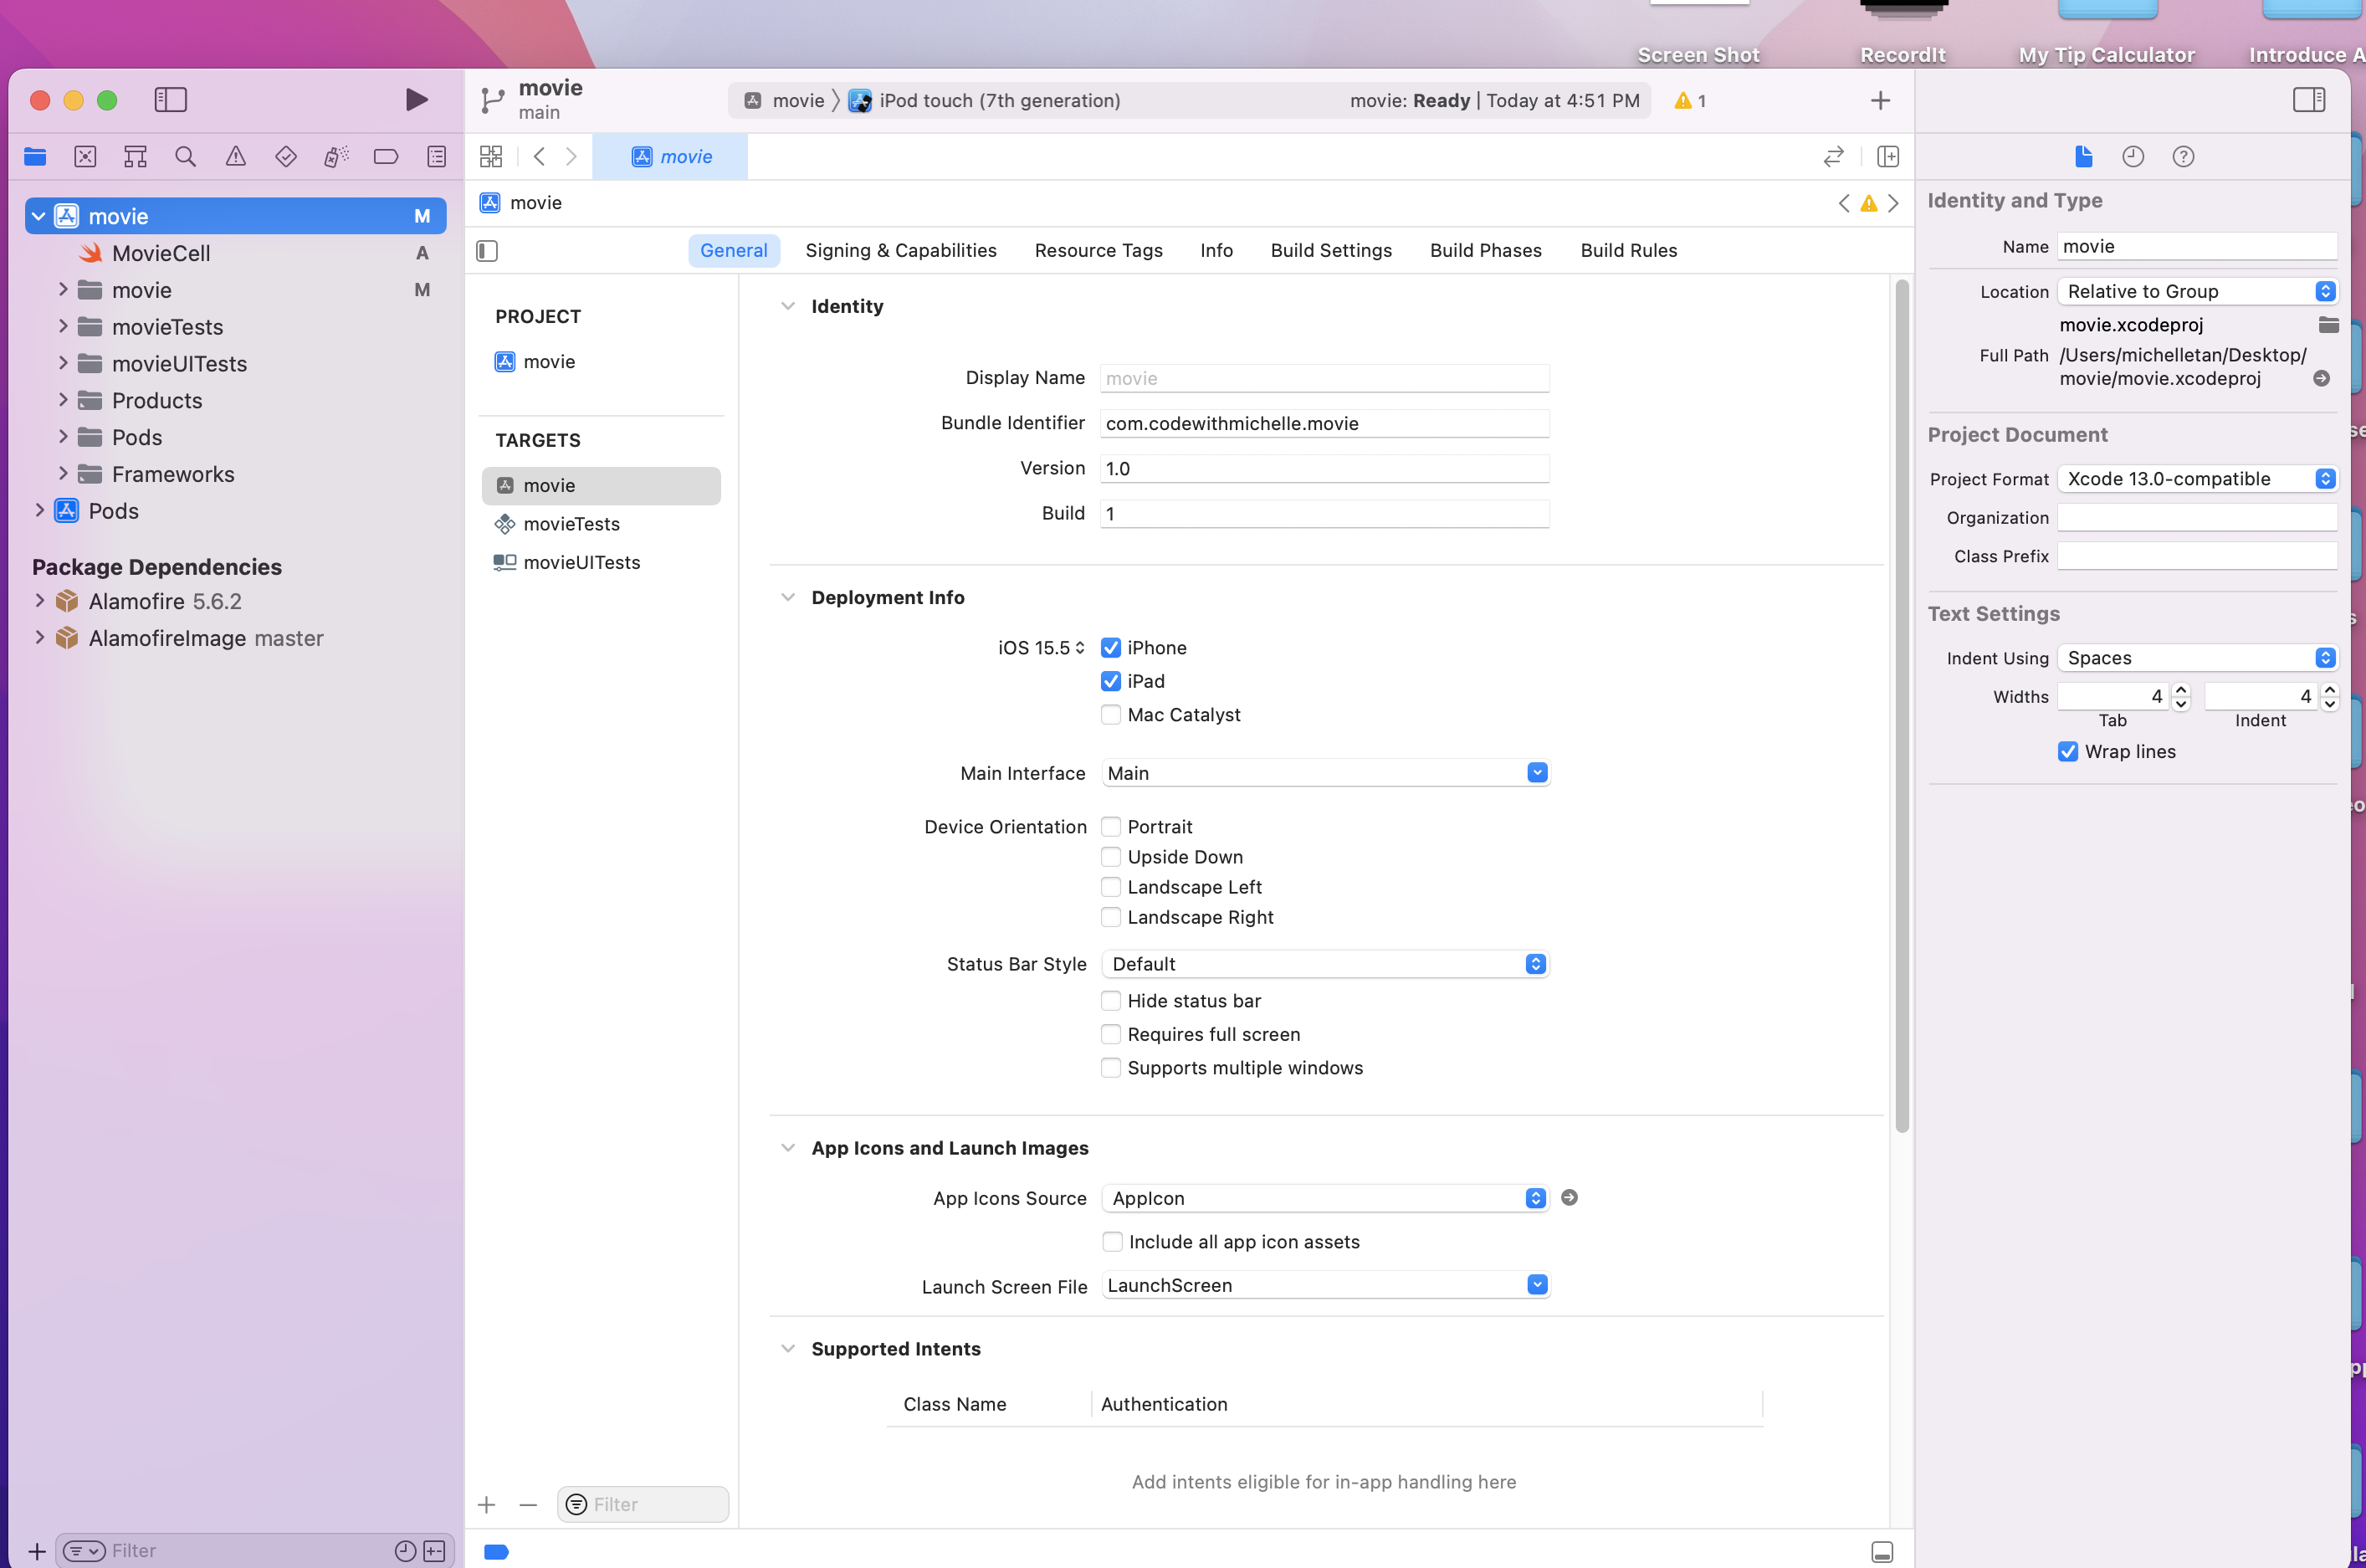 Screen Shot
RecordIt
My Tip Calculator
Introduce A
movie
main
movie
iPod touch (7th generation)
movie: Ready | Today at 4:51 PM
1
movie
movie M
MovieCell A
movie M
movieTests
movieUITests
Products
Pods
Frameworks
Pods
Package Dependencies
Alamofire 5.6.2
AlamofireImage master
Filter
movie
General
Signing & Capabilities
Resource Tags
Info
Build Settings
Build Phases
Build Rules
PROJECT
movie
TARGETS
movie
movieTests
movieUITests
Filter
Identity
Display Name movie
Bundle Identifier com.codewithmichelle.movie
Version 1.0
Build 1
Deployment Info
iOS 15.5 iPhone
iPad
Mac Catalyst
Main Interface Main
Device Orientation Portrait
Upside Down
Landscape Left
Landscape Right
Status Bar Style Default
Hide status bar
Requires full screen
Supports multiple windows
App Icons and Launch Images
App Icons Source AppIcon
Include all app icon assets
Launch Screen File LaunchScreen
Supported Intents
Class Name Authentication
Add intents eligible for in-app handling here
Identity and Type
Name movie
Location Relative to Group
movie.xcodeproj
Full Path /Users/michelletan/Desktop/
movie/movie.xcodeproj
Project Document
Project Format Xcode 13.0-compatible
Organization
Class Prefix
Text Settings
Indent Using Spaces
Widths 4 4
Tab Indent
Wrap lines